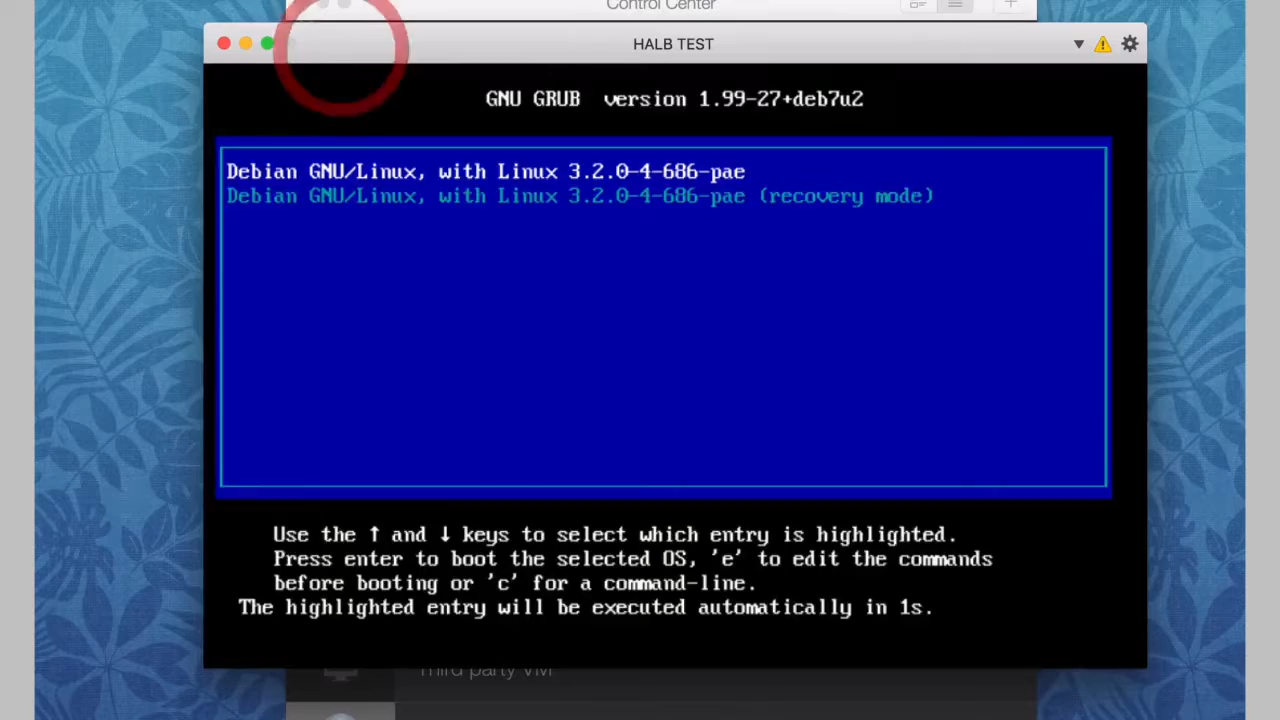 Control Center
HALB TEST
GNU GRUB version 1.99-27+deb7u2
Debian GNU/Linux, with Linux 3.2.0-4-686-pae
Debian GNU/Linux, with Linux 3.2.0-4-686-pae (recovery mode)
Use the ↑ and ↓ keys to select which entry is highlighted.
Press enter to boot the selected OS, 'e' to edit the commands
before booting or 'c' for a command-line.
The highlighted entry will be executed automatically in 1s.
Third party VM